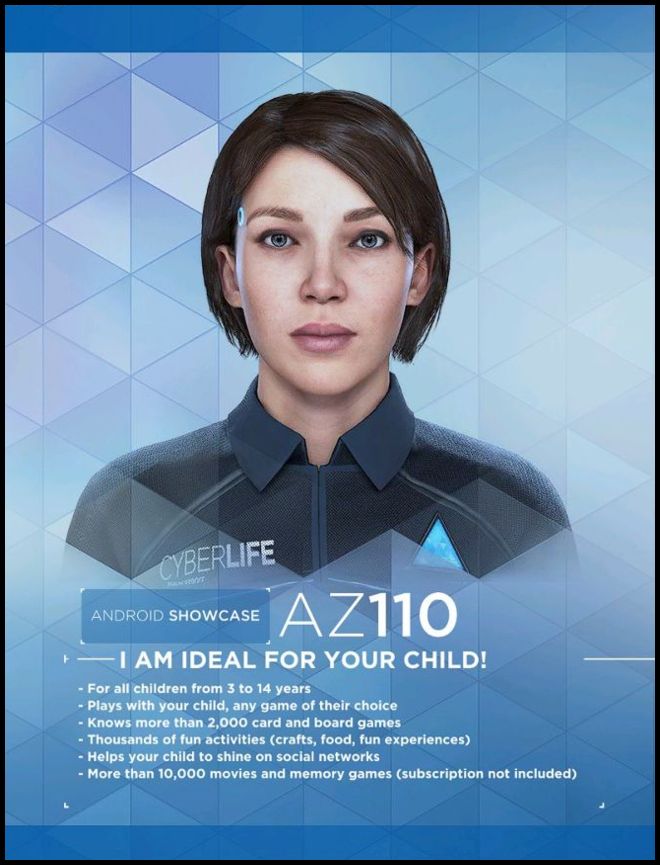 CYBERLIFE
ANDROID SHOWCASE
AZ110
I AM IDEAL FOR YOUR CHILD!
- For all children from 3 to 14 years
- Plays with your child, any game of their choice
- Knows more than 2,000 card and board games
- Thousands of fun activities (crafts, food, fun experiences)
- Helps your child to shine on social networks
- More than 10,000 movies and memory games (subscription not included)